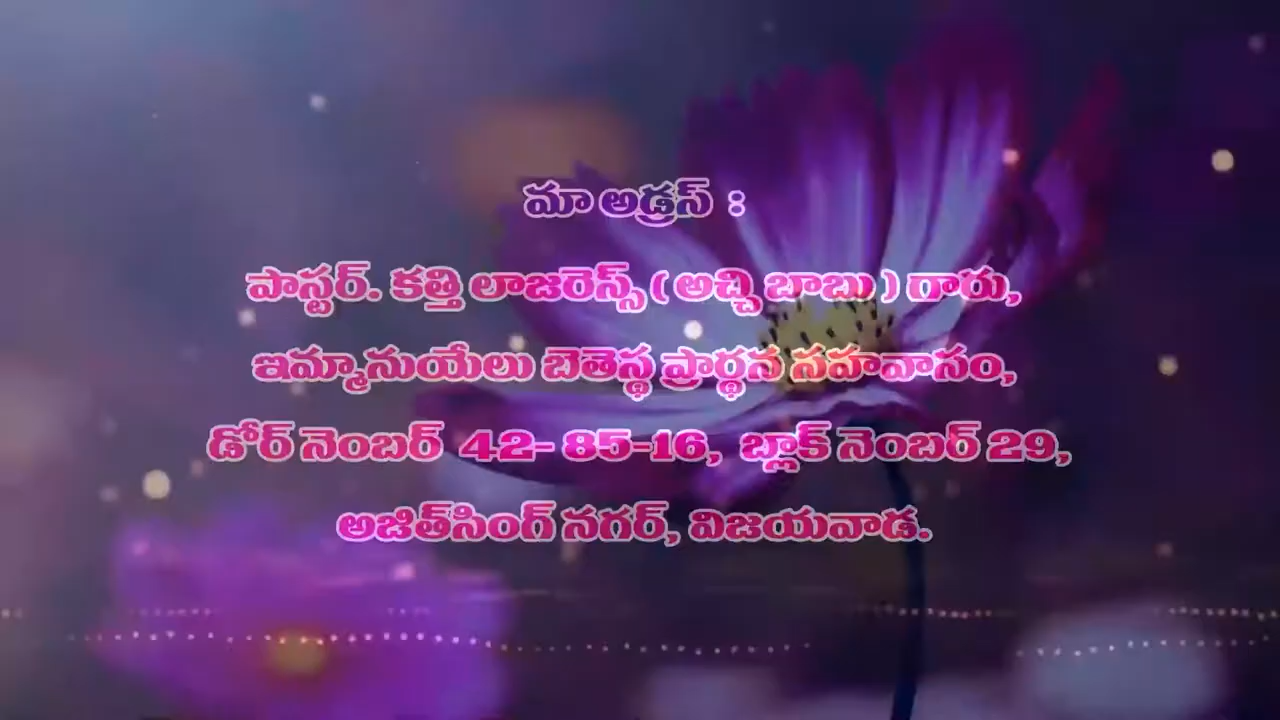 మా అడ్రస్ :
పాస్టర్. కత్తి లాజరెన్స్ ( అచ్చి బాబు ) గారు,
ఇమ్మానుయేలు బెతెస్థ ప్రార్థన సహవాసం,
డోర్ నెంబర్ 42- 85-16, బ్లాక్ నెంబర్ 29,
అజిత్‌సింగ్ నగర్, విజయవాడ.